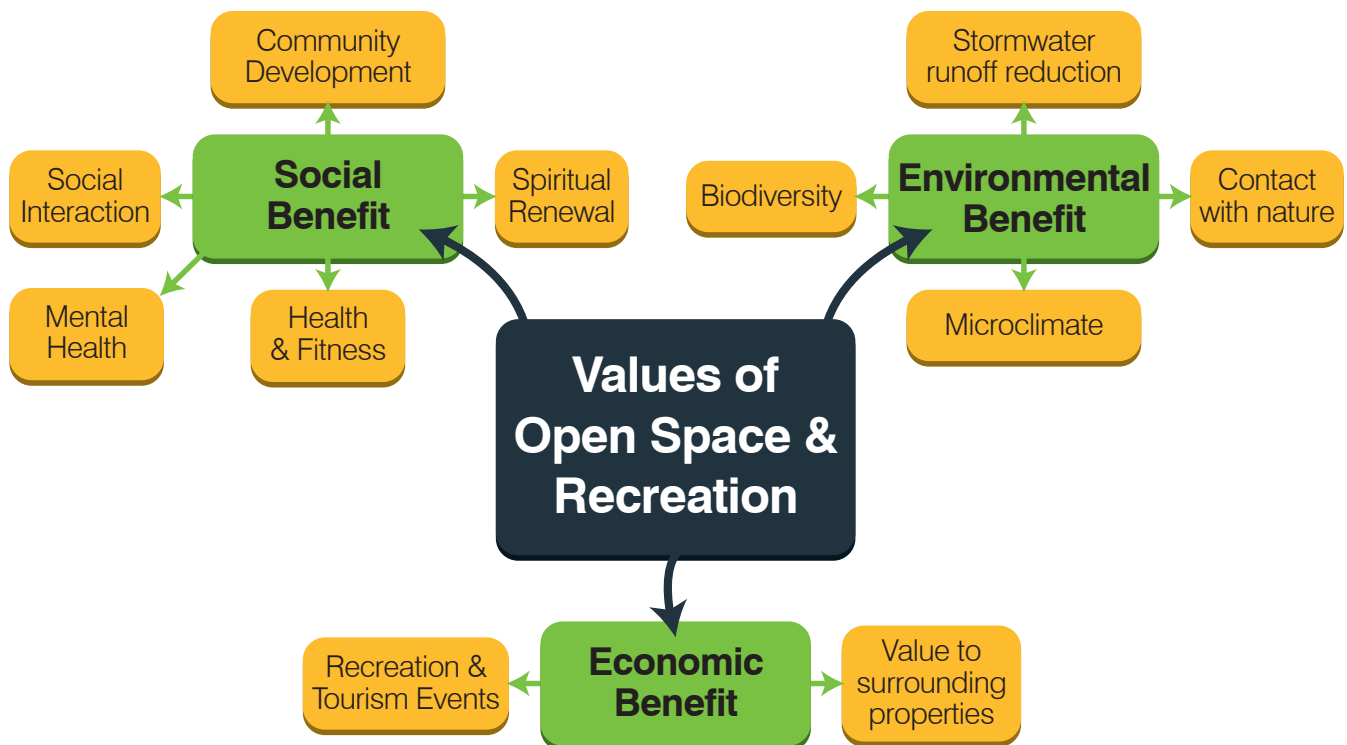 Community
Development
Social
Benefit
Social
Interaction
Spiritual
Renewal
Mental
Health
Health
& Fitness
Stormwater
runoff reduction
Environmental
Benefit
Biodiversity
Contact
with nature
Microclimate
Values of
Open Space &
Recreation
Economic
Benefit
Recreation &
Tourism Events
Value to
surrounding
properties